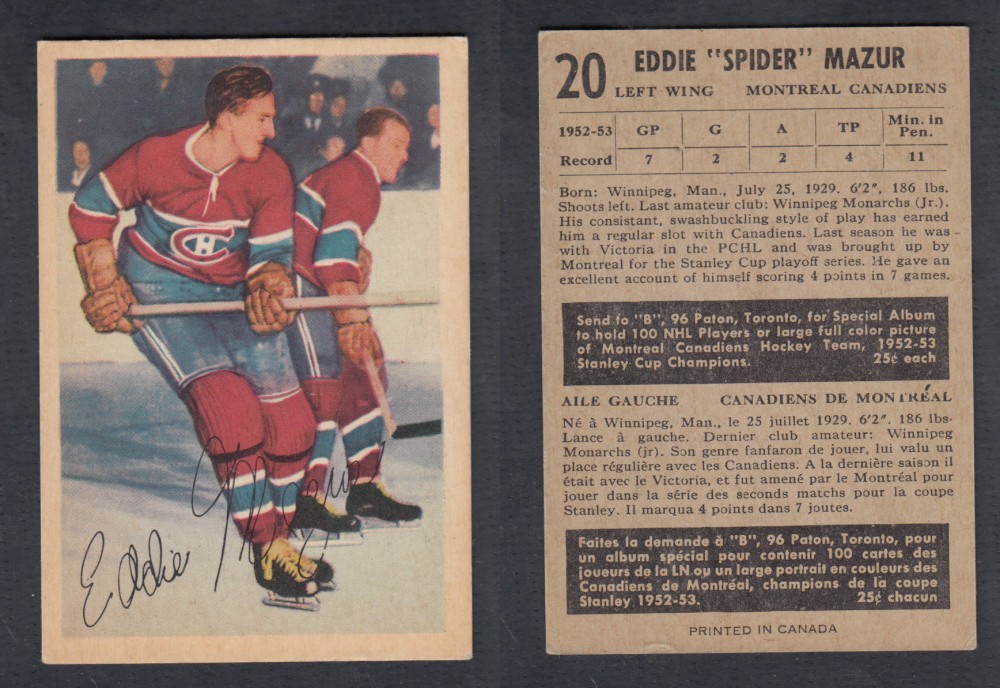 Eddie Mazur
CH
20 EDDIE "SPIDER" MAZUR
LEFT WING MONTREAL CANADIENS
1952-53 GP G A TP Min. in Pen.
Record 7 2 2 4 11
Born: Winnipeg, Man., July 25, 1929. 6'2", 186 lbs.
Shoots left. Last amateur club: Winnipeg Monarchs (Jr.).
His consistant, swashbuckling style of play has earned
him a regular slot with Canadiens. Last season he was
with Victoria in the PCHL and was brought up by
Montreal for the Stanley Cup playoff series. He gave an
excellent account of himself scoring 4 points in 7 games.
Send to "B", 96 Paton, Toronto, for Special Album
to hold 100 NHL Players or large full color picture
of Montreal Canadiens Hockey Team, 1952-53
Stanley Cup Champions. 25¢ each
AILE GAUCHE CANADIENS DE MONTRÉAL
Né à Winnipeg, Man., le 25 juillet 1929. 6'2". 186 lbs-
Lance à gauche. Dernier club amateur: Winnipeg
Monarchs (jr). Son genre fanfaron de jouer, lui valu un
place régulière avec les Canadiens. A la dernière saison il
était avec le Victoria, et fut amené par le Montréal pour
jouer dans la série des seconds matchs pour la coupe
Stanley. Il marqua 4 points dans 7 joutes.
Faites la demande à "B", 96 Paton, Toronto, pour
un album spécial pour contenir 100 cartes des
joueurs de la LN.ou un large portrait en couleurs des
Canadiens de Montréal, champions de la coupe
Stanley 1952-53. 25¢ chacun
PRINTED IN CANADA